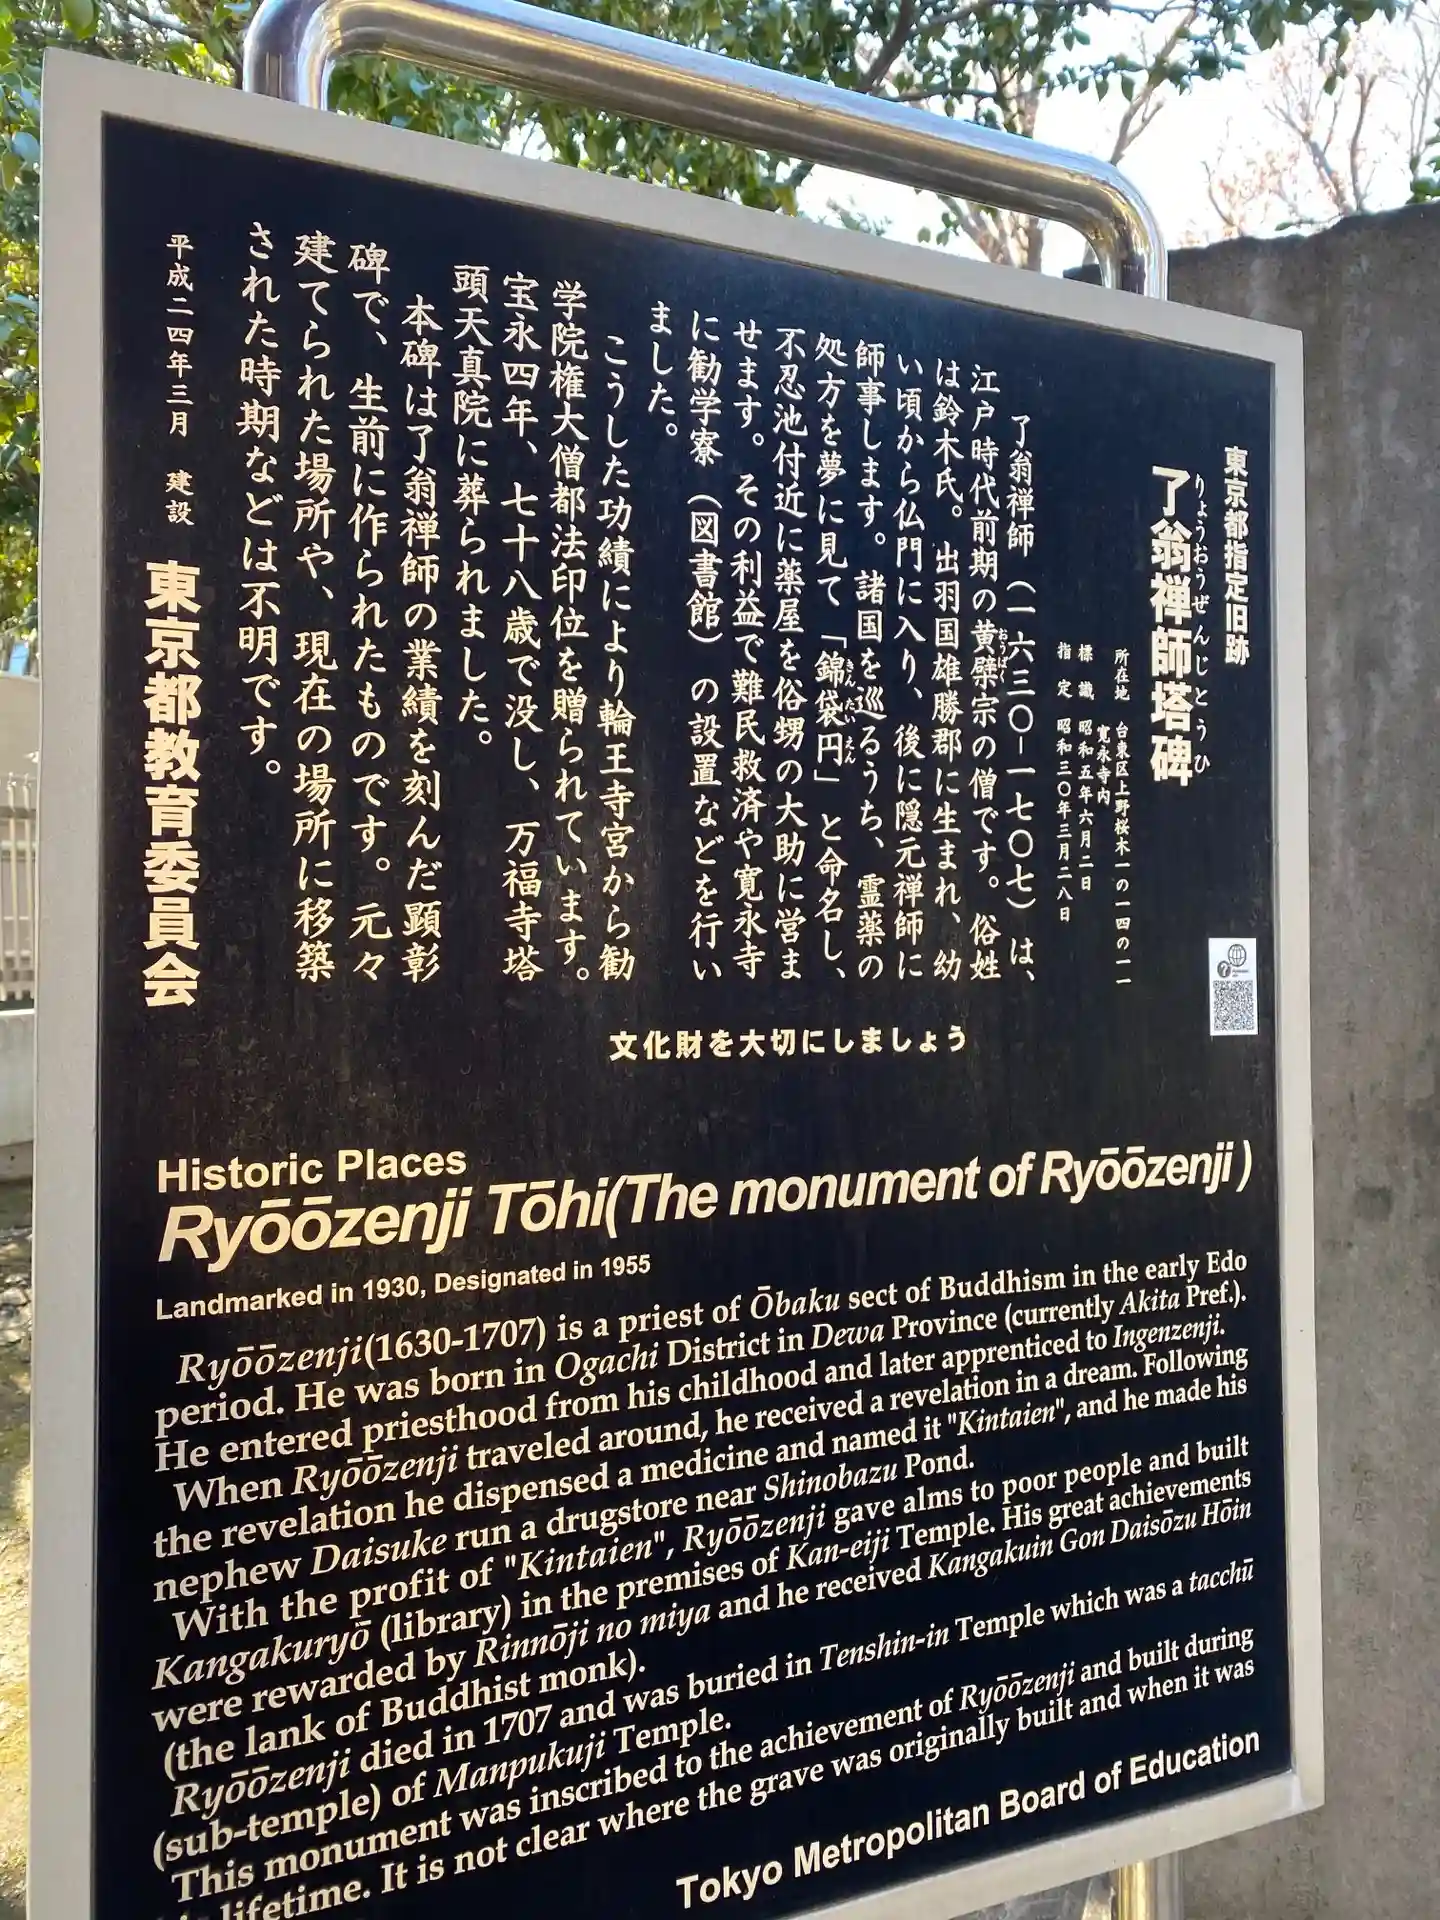 東京都指定旧跡
りょうおうぜんじとうひ
了翁禅師塔碑
所在地 台東区上野桜木一の一四の一一
寛永寺内
標識 昭和五年六月二日
指定 昭和三〇年三月二八日
了翁禅師(一六三〇-一七〇七)は、
江戸時代前期の黄檗宗の僧です。俗姓
は鈴木氏。出羽国雄勝郡に生まれ、幼
い頃から仏門に入り、後に隠元禅師に
師事します。諸国を巡るうち、霊薬の
処方を夢に見て「錦袋円」と命名し、
不忍池付近に薬屋を俗甥の大助に営ま
せます。その利益で難民救済や寛永寺
に勧学寮(図書館)の設置などを行い
ました。
こうした功績により輪王寺宮から勧
学院権大僧都法印位を贈られています。
宝永四年、七十八歳で没し、万福寺塔
頭天真院に葬られました。
本碑は了翁禅師の業績を刻んだ顕彰
碑で、生前に作られたものです。元々
建てられた場所や、現在の場所に移築
された時期などは不明です。
平成二四年三月 建設
東京都教育委員会
文化財を大切にしましょう
Historic Places
Ryōōzenji Tōhi(The monument of Ryōōzenji)
Landmarked in 1930, Designated in 1955
Ryōōzenji(1630-1707) is a priest of Ōbaku sect of Buddhism in the early Edo
period. He was born in Ogachi District in Dewa Province (currently Akita Pref.).
He entered priesthood from his childhood and later apprenticed to Ingenzenji.
When Ryōōzenji traveled around, he received a revelation in a dream. Following
the revelation he dispensed a medicine and named it "Kintaien", and he made his
nephew Daisuke run a drugstore near Shinobazu Pond.
With the profit of "Kintaien", Ryōōzenji gave alms to poor people and built
Kangakuryō (library) in the premises of Kan-eiji Temple. His great achievements
were rewarded by Rinnōji no miya and he received Kangakuin Gon Daisōzu Hōin
(the lank of Buddhist monk).
Ryōōzenji died in 1707 and was buried in Tenshin-in Temple which was a tacchū
(sub-temple) of Manpukuji Temple.
This monument was inscribed to the achievement of Ryōōzenji and built during
lifetime. It is not clear where the grave was originally built and when it was
Tokyo Metropolitan Board of Education